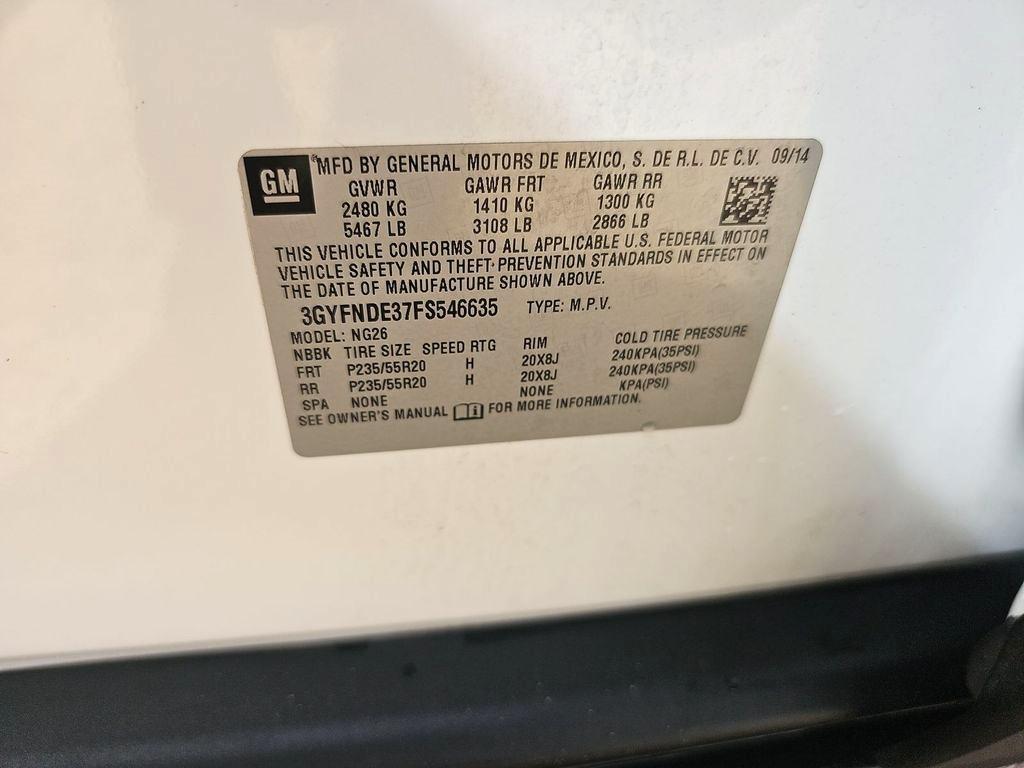 GM
®MFD BY GENERAL MOTORS DE MEXICO, S. DE R.L. DE C.V. 09/14
GVWR GAWR FRT GAWR RR
2480 KG 1410 KG 1300 KG
5467 LB 3108 LB 2866 LB
THIS VEHICLE CONFORMS TO ALL APPLICABLE U.S. FEDERAL MOTOR
VEHICLE SAFETY AND THEFT PREVENTION STANDARDS IN EFFECT ON
THE DATE OF MANUFACTURE SHOWN ABOVE.
3GYFNDE37FS546635 TYPE: M.P.V.
MODEL: NG26
NBBK TIRE SIZE SPEED RTG RIM COLD TIRE PRESSURE
FRT P235/55R20 H 20X8J 240KPA(35PSI)
RR P235/55R20 H 20X8J 240KPA(35PSI)
SPA NONE NONE KPA(PSI)
SEE OWNER'S MANUAL FOR MORE INFORMATION.